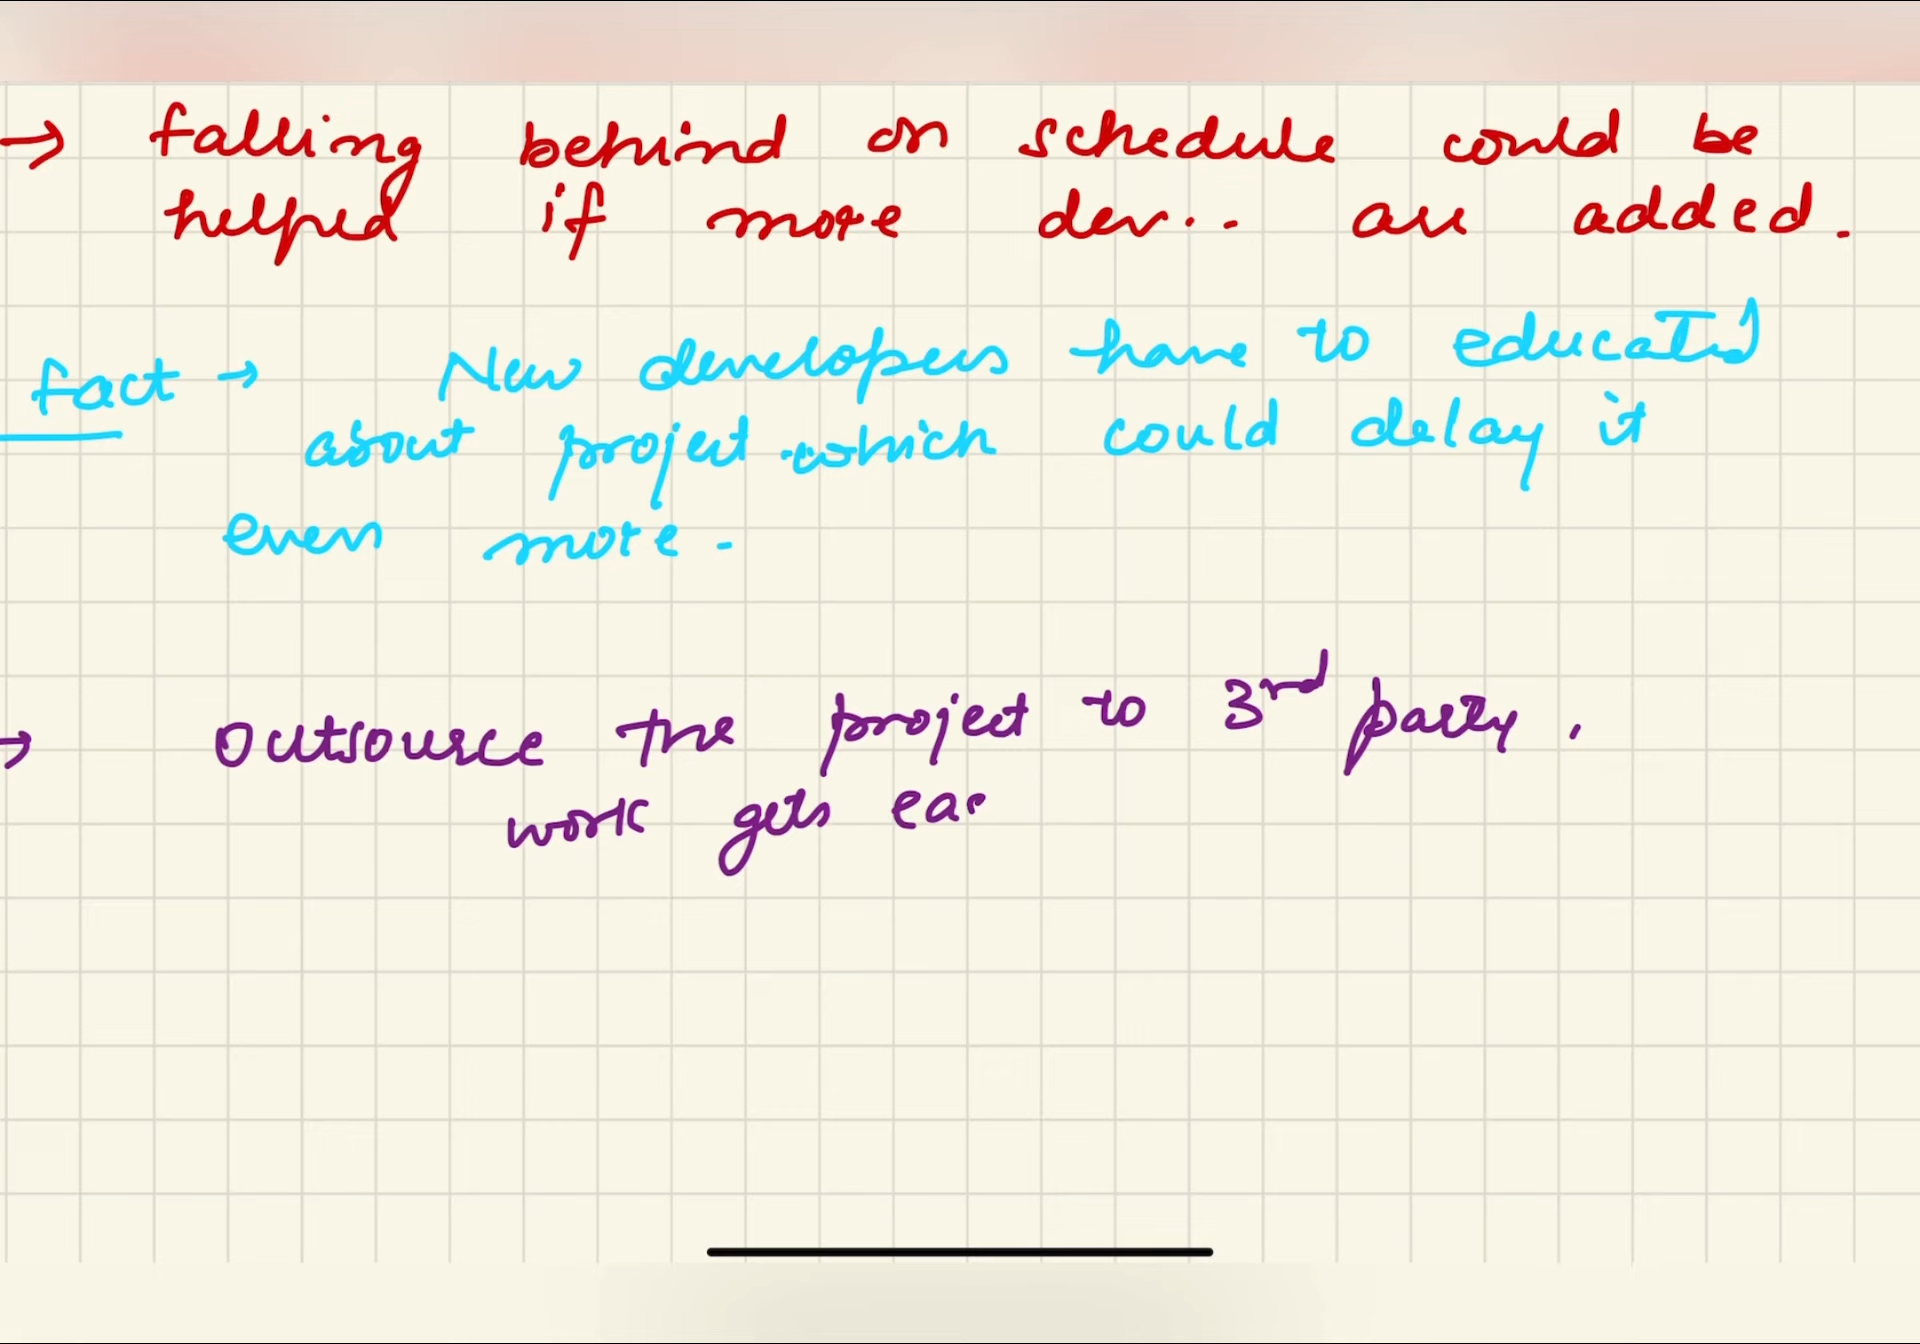 → falling behind on schedule could be
helped if more dev.. are added.
fact → New developers have to educated
about project which could delay it
even more.
→ Outsource the project to 3rd party,
work gets eas